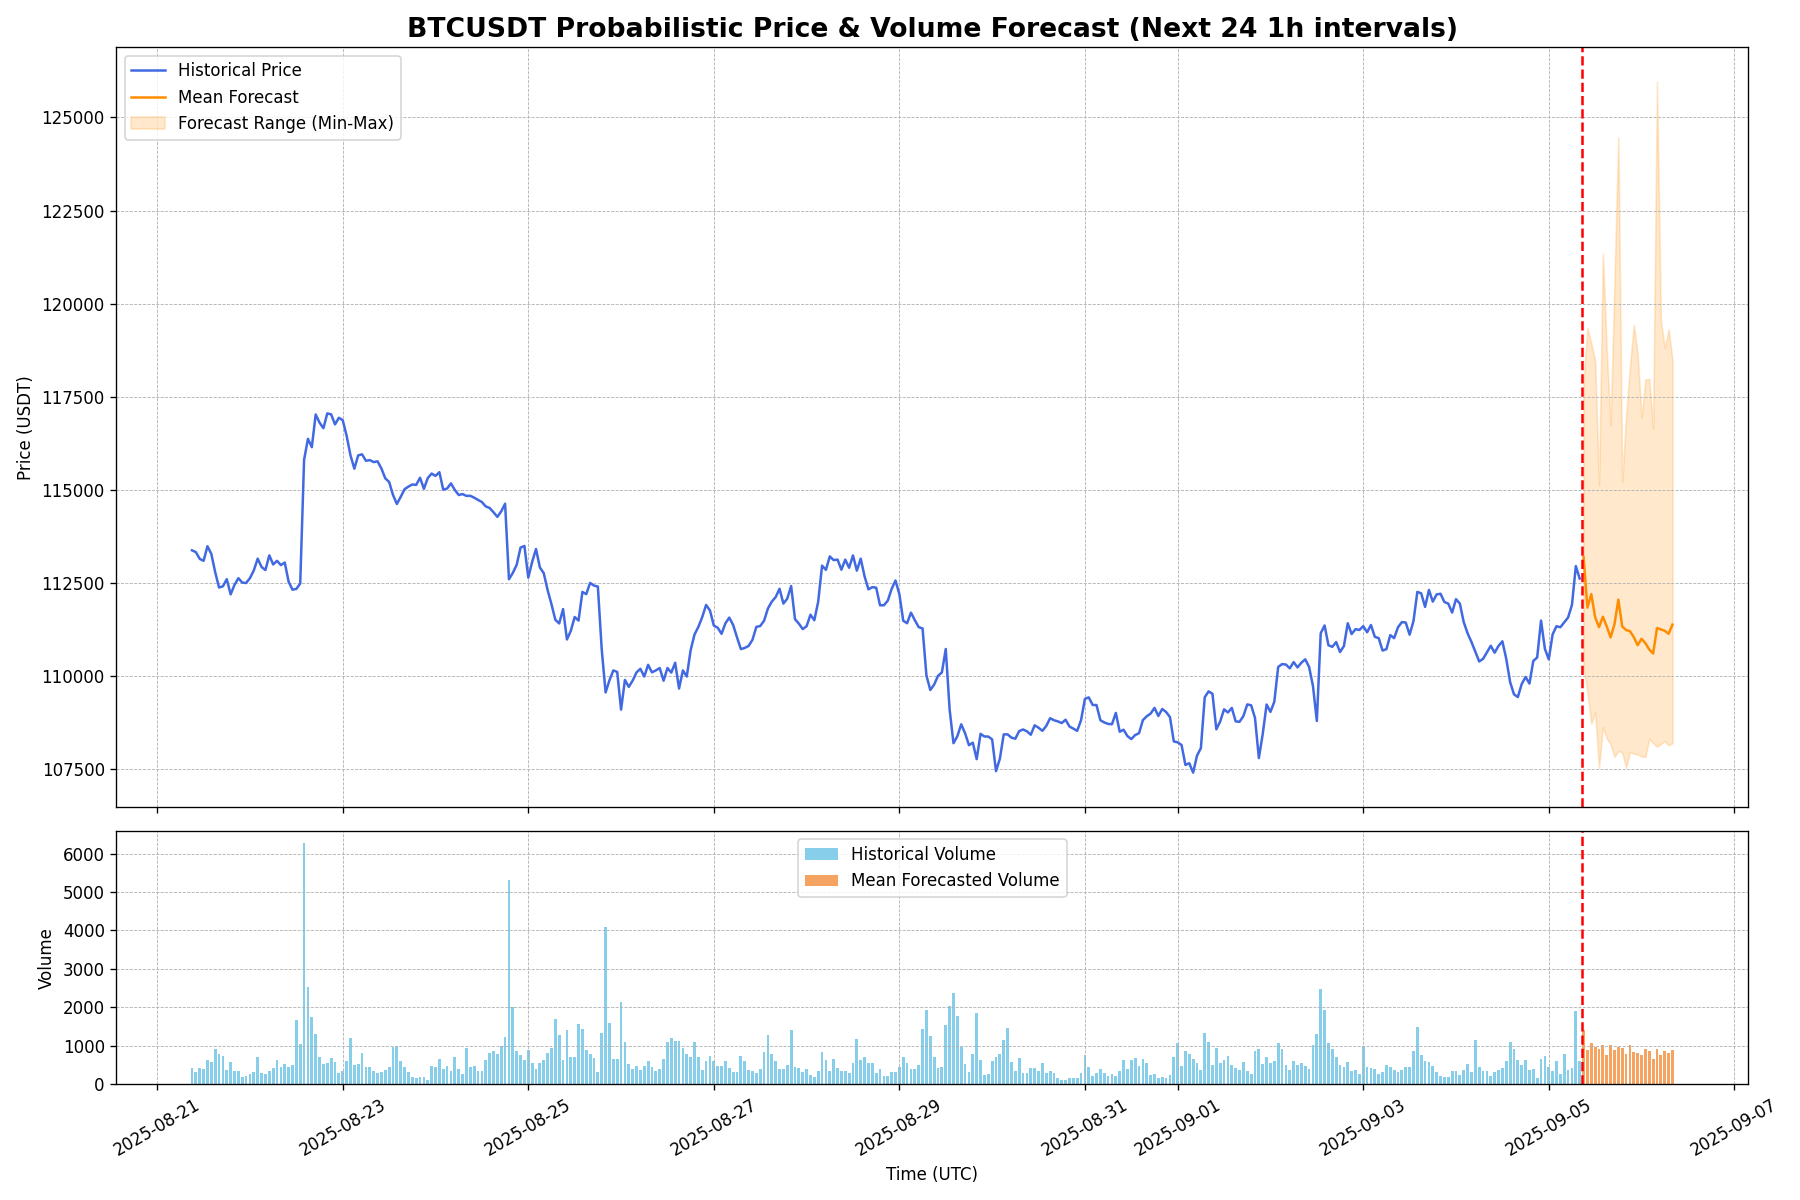 BTCUSDT Probabilistic Price & Volume Forecast (Next 24 1h intervals)
Historical Price
Mean Forecast
Forecast Range (Min-Max)
Price (USDT)
125000
122500
120000
117500
115000
112500
110000
107500
Historical Volume
Mean Forecasted Volume
Volume
6000
5000
4000
3000
2000
1000
0
2025-08-21
2025-08-23
2025-08-25
2025-08-27
2025-08-29
2025-08-31
2025-09-01
2025-09-03
2025-09-05
2025-09-07
Time (UTC)